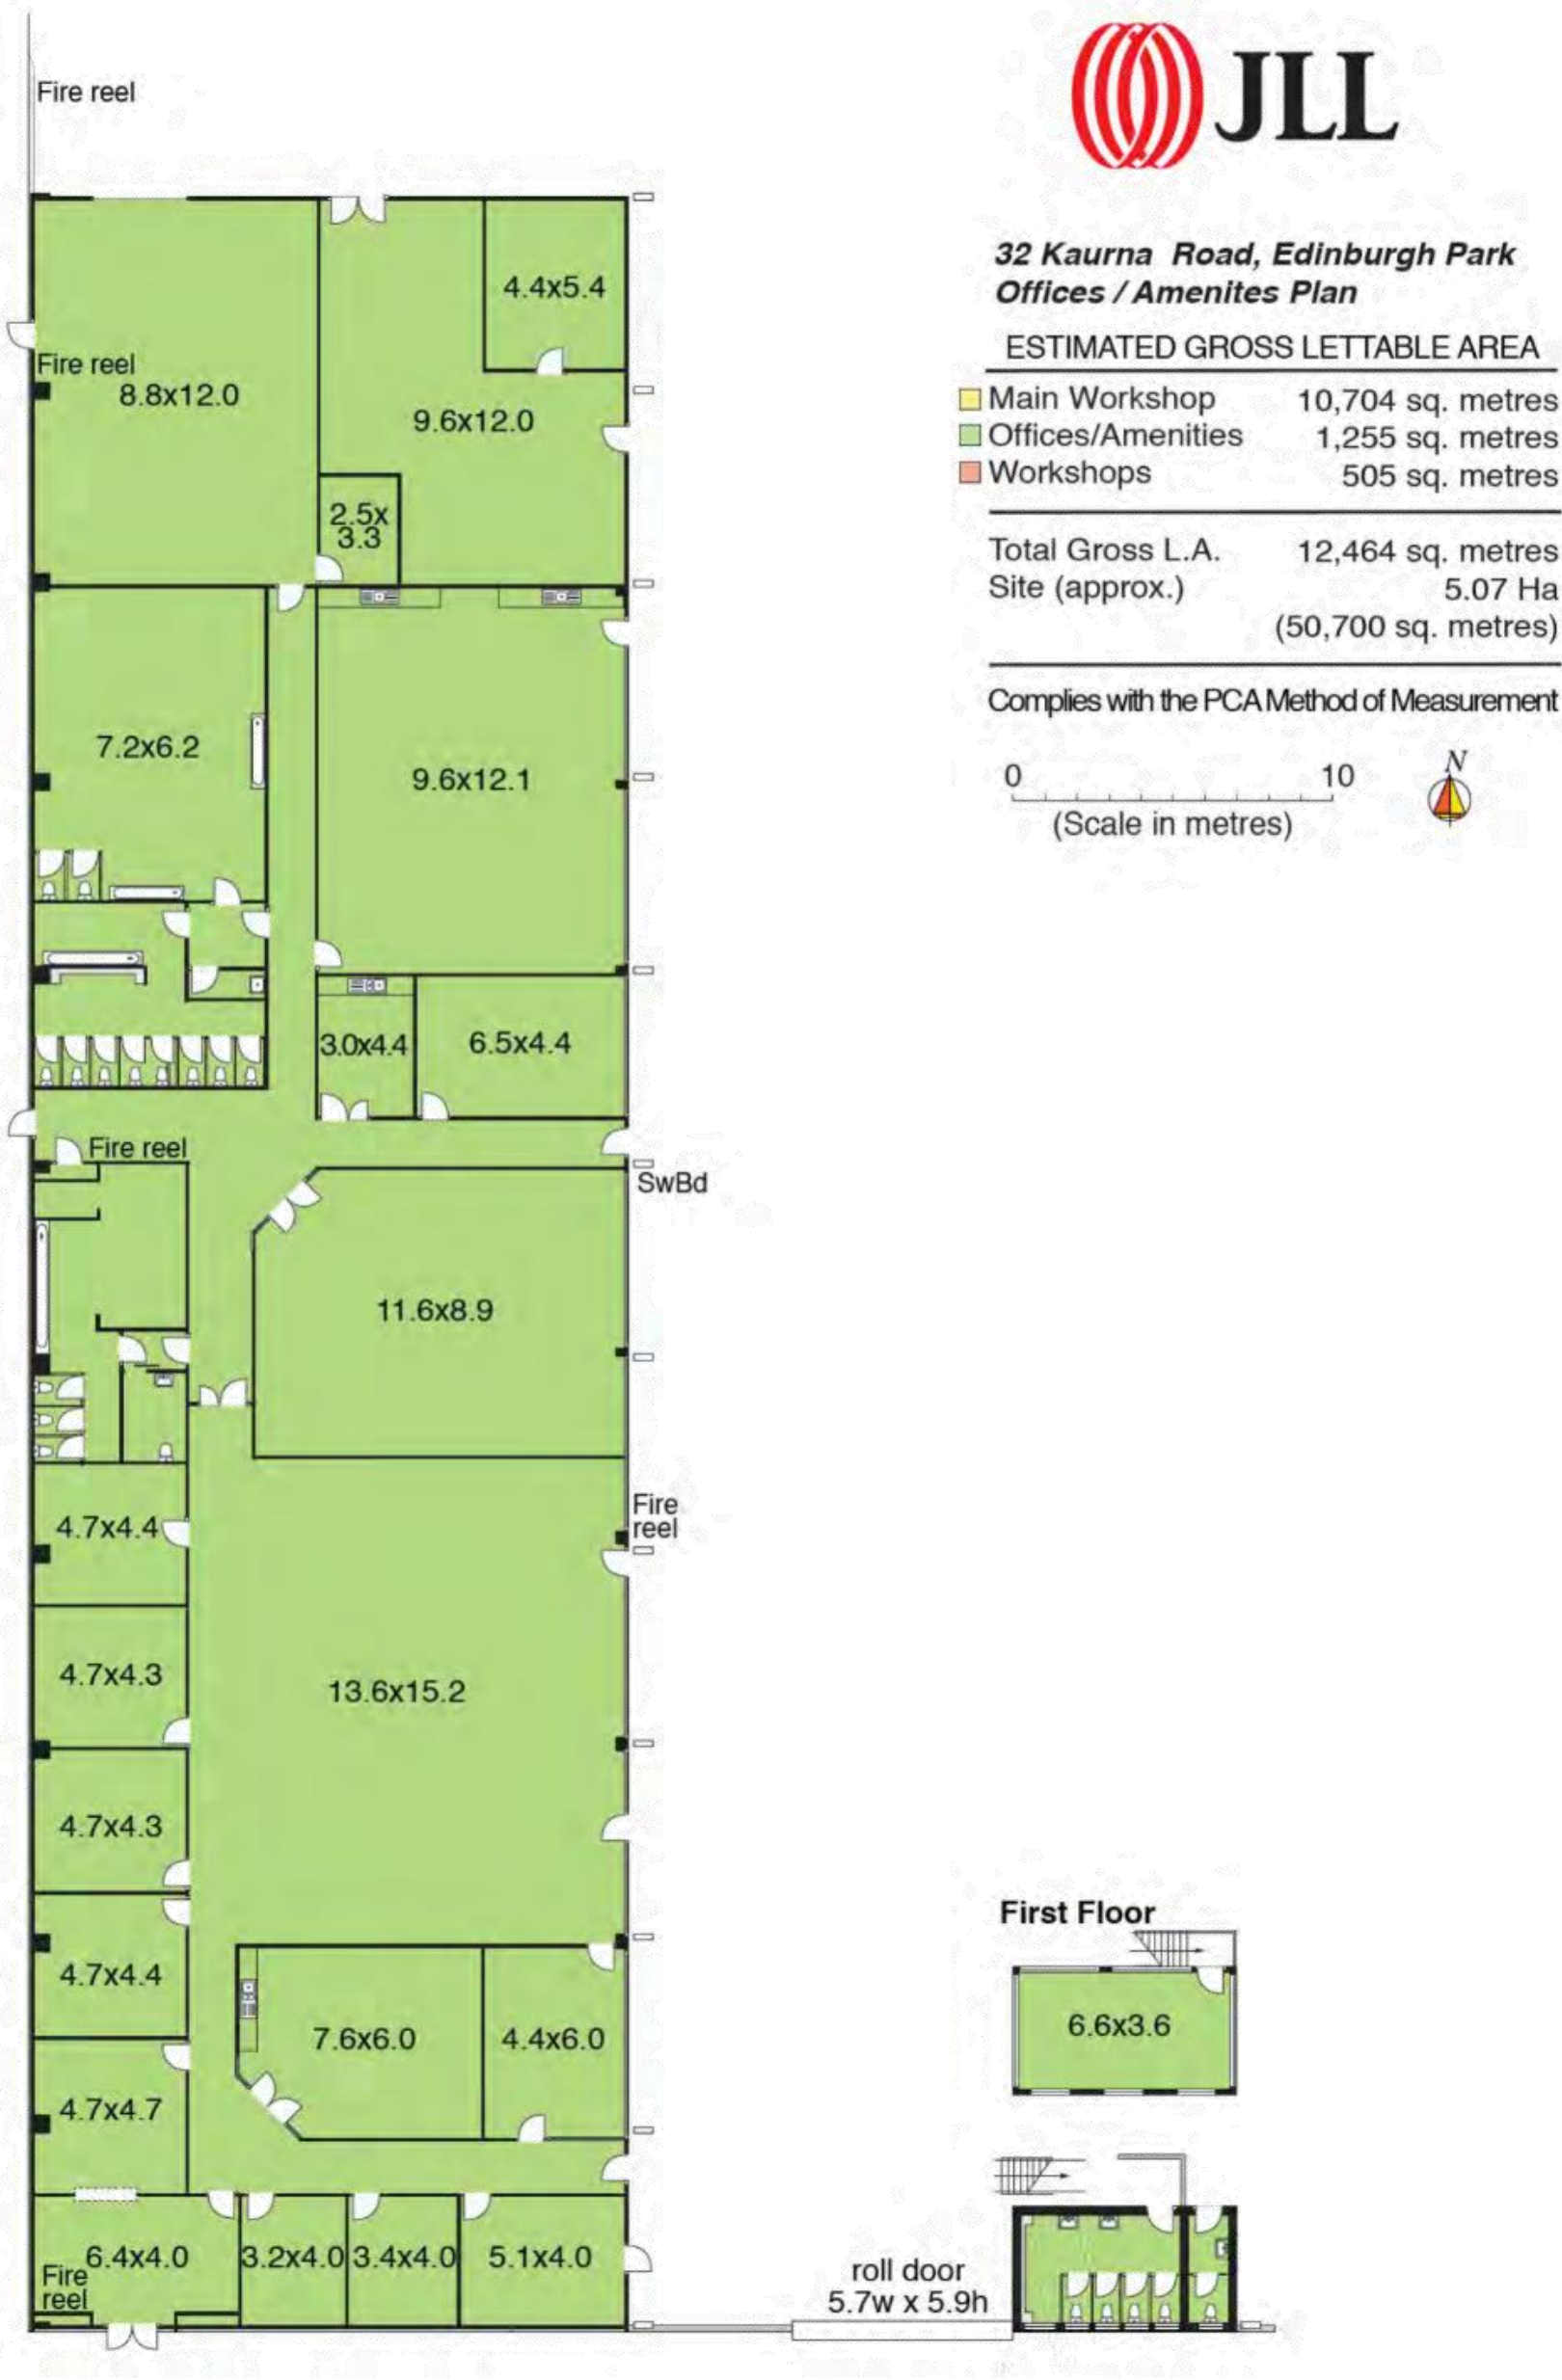 JLL
32 Kaurna Road, Edinburgh Park
Offices / Amenites Plan
ESTIMATED GROSS LETTABLE AREA
Main Workshop 10,704 sq. metres
Offices/Amenities 1,255 sq. metres
Workshops 505 sq. metres
Total Gross L.A. 12,464 sq. metres
Site (approx.) 5.07 Ha
(50,700 sq. metres)
Complies with the PCA Method of Measurement
0 10
(Scale in metres)
N
Fire reel
4.4x5.4
Fire reel
8.8x12.0
9.6x12.0
2.5x
3.3
7.2x6.2
9.6x12.1
3.0x4.4
6.5x4.4
Fire reel
SwBd
11.6x8.9
Fire
reel
4.7x4.4
4.7x4.3
13.6x15.2
4.7x4.3
4.7x4.4
7.6x6.0
4.4x6.0
4.7x4.7
6.4x4.0
3.2x4.0
3.4x4.0
5.1x4.0
Fire
reel
First Floor
6.6x3.6
roll door
5.7w x 5.9h